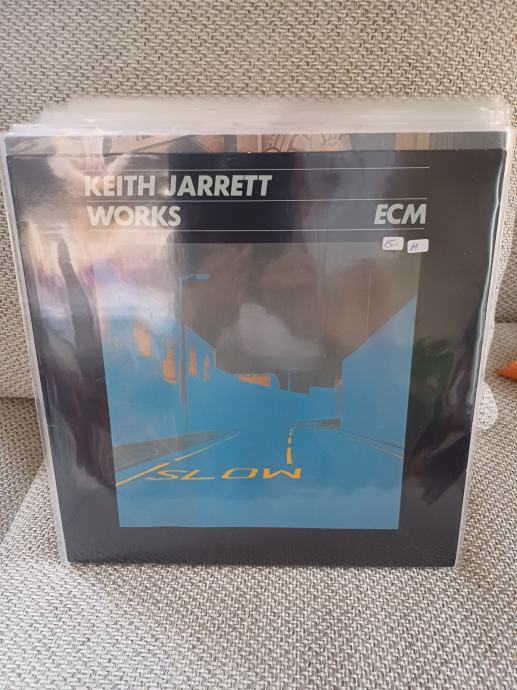 KEITH JARRETT
WORKS ECM
15.- H
SLOW